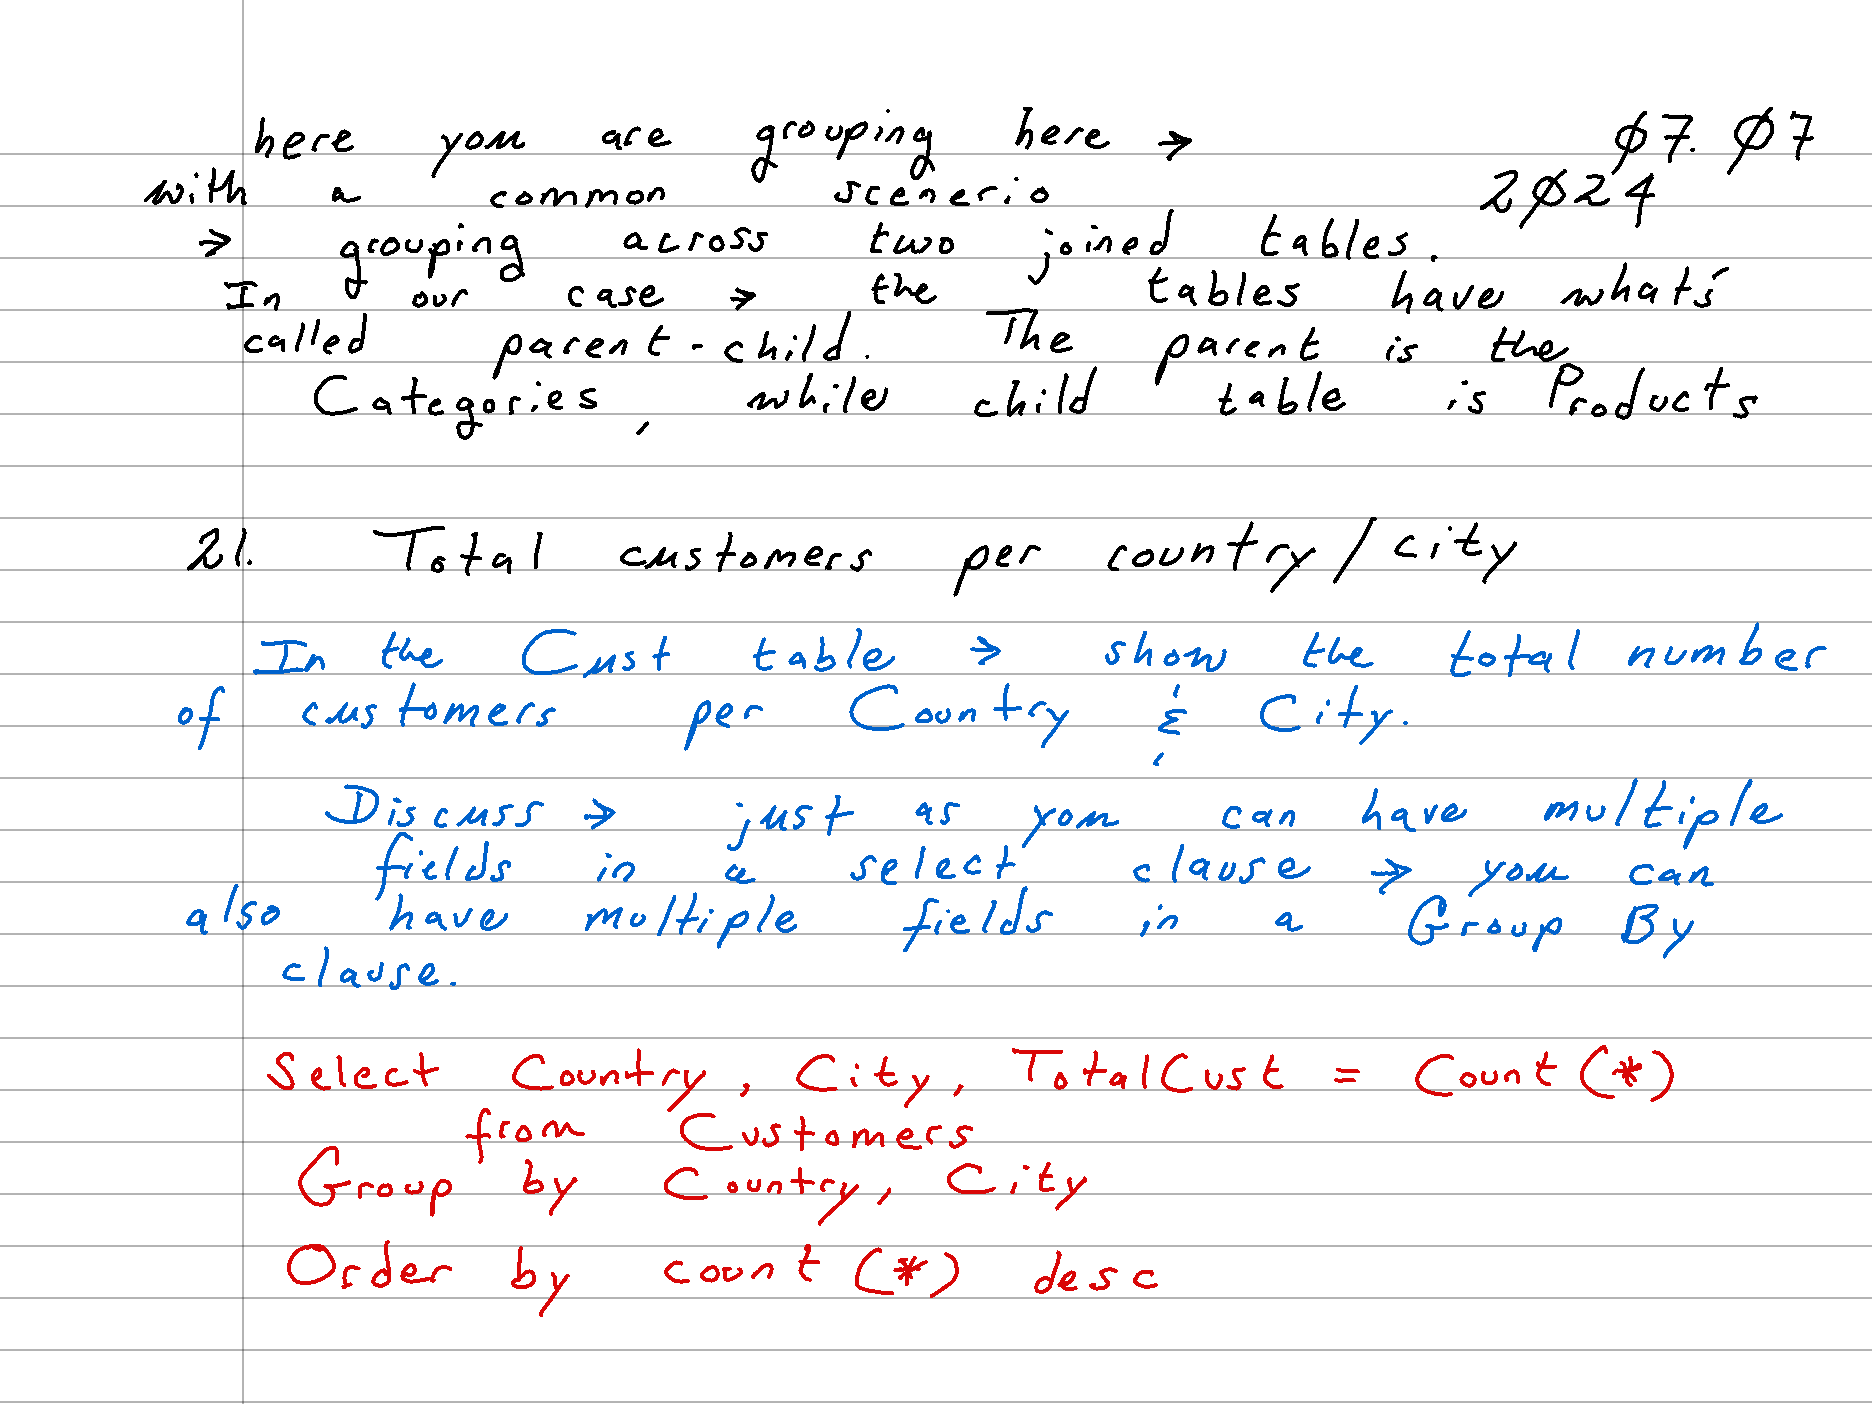 here you are grouping here → Ø7. Ø7
with a common scenerio 2Ø24
→ grouping across two joined tables.
In our case → the tables have what's
called parent-child. The parent is the
Categories, while child table is Products
21. Total customers per country/city
In the Cust table → show the total number
of customers per Country & City.
Discuss → just as you can have multiple
fields in a select clause → you can
also have multiple fields in a Group By
clause.
Select Country, City, TotalCust = Count(*)
from Customers
Group by Country, City
Order by count(*) desc